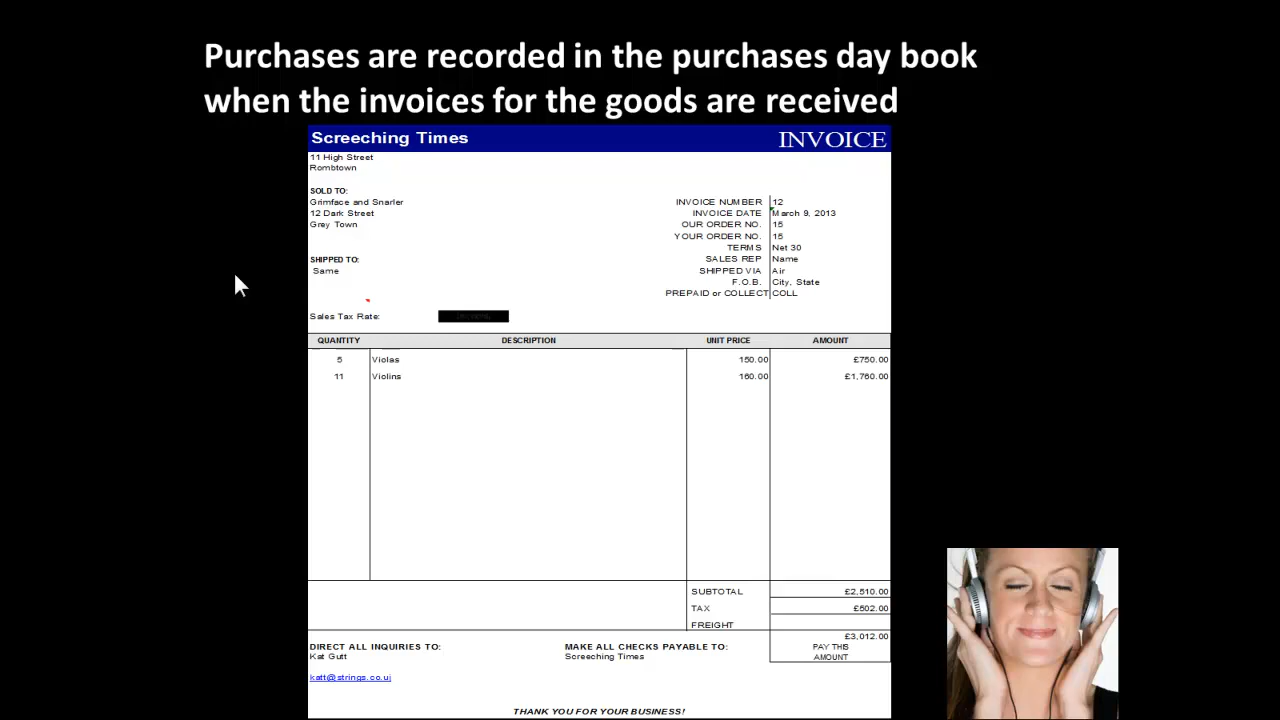 Purchases are recorded in the purchases day book
when the invoices for the goods are received
Screeching Times INVOICE
11 High Street
Rombtown
SOLD TO:
Grimface and Snarler
12 Dark Street
Grey Town
INVOICE NUMBER 12
INVOICE DATE March 9, 2013
OUR ORDER NO. 15
YOUR ORDER NO. 15
TERMS Net 30
SALES REP Name
SHIPPED VIA Air
F.O.B. City, State
PREPAID or COLLECT COLL
SHIPPED TO:
Same
Sales Tax Rate:
QUANTITY DESCRIPTION UNIT PRICE AMOUNT
5 Violas 150.00 £750.00
11 Violins 160.00 £1,760.00
SUBTOTAL £2,510.00
TAX £502.00
FREIGHT
£3,012.00
PAY THIS
AMOUNT
DIRECT ALL INQUIRIES TO:
Kat Gutt
katt@strings.co.uj
MAKE ALL CHECKS PAYABLE TO:
Screeching Times
THANK YOU FOR YOUR BUSINESS!